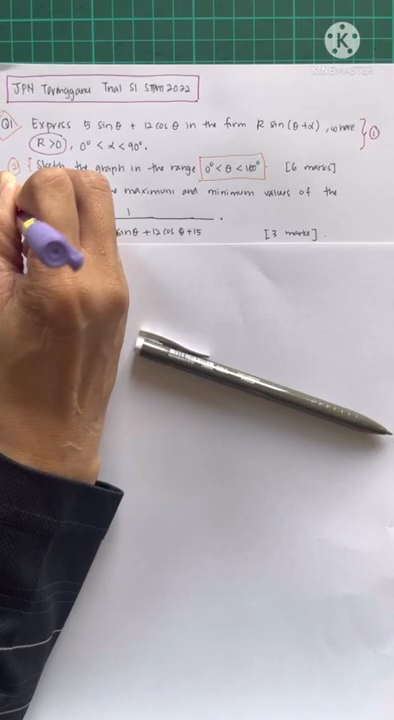 KINEMASTER
JPN Terengganu Trial S1 STPM 2022
Q1 Express 5 sin θ + 12 cos θ in the form R sin (θ+α), where
R >0, 0° < α < 90°. ①
② Sketch the graph in the range 0° < θ < 180° [6 marks]
maximum and minimum values of the
1
sin θ + 12 cos θ + 15 [3 marks].